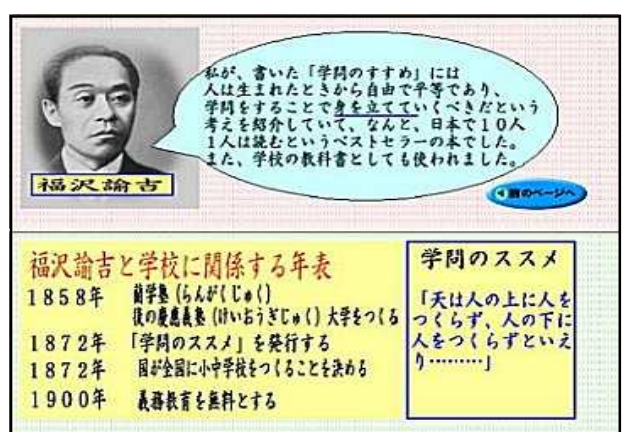 私が、書いた「学問のすすめ」には
人は生まれたときから自由で平等であり、
学問をすることで身を立てていくべきだという
考えを紹介していて、なんと、日本で10人
1人は読むというベストセラーの本でした。
また、学校の教科書としても使われました。
福沢諭吉
前のページへ
福沢諭吉と学校に関係する年表
1858年 蘭学塾(らんがくじゅく)
後の慶應義塾(けいおうぎじゅく)大学をつくる
1872年 「学問のススメ」を発行する
1872年 国が全国に小中学校をつくることを決める
1900年 義務教育を無料とする
学問のススメ
「天は人の上に人を
つくらず、人の下に
人をつくらずといえ
り………」